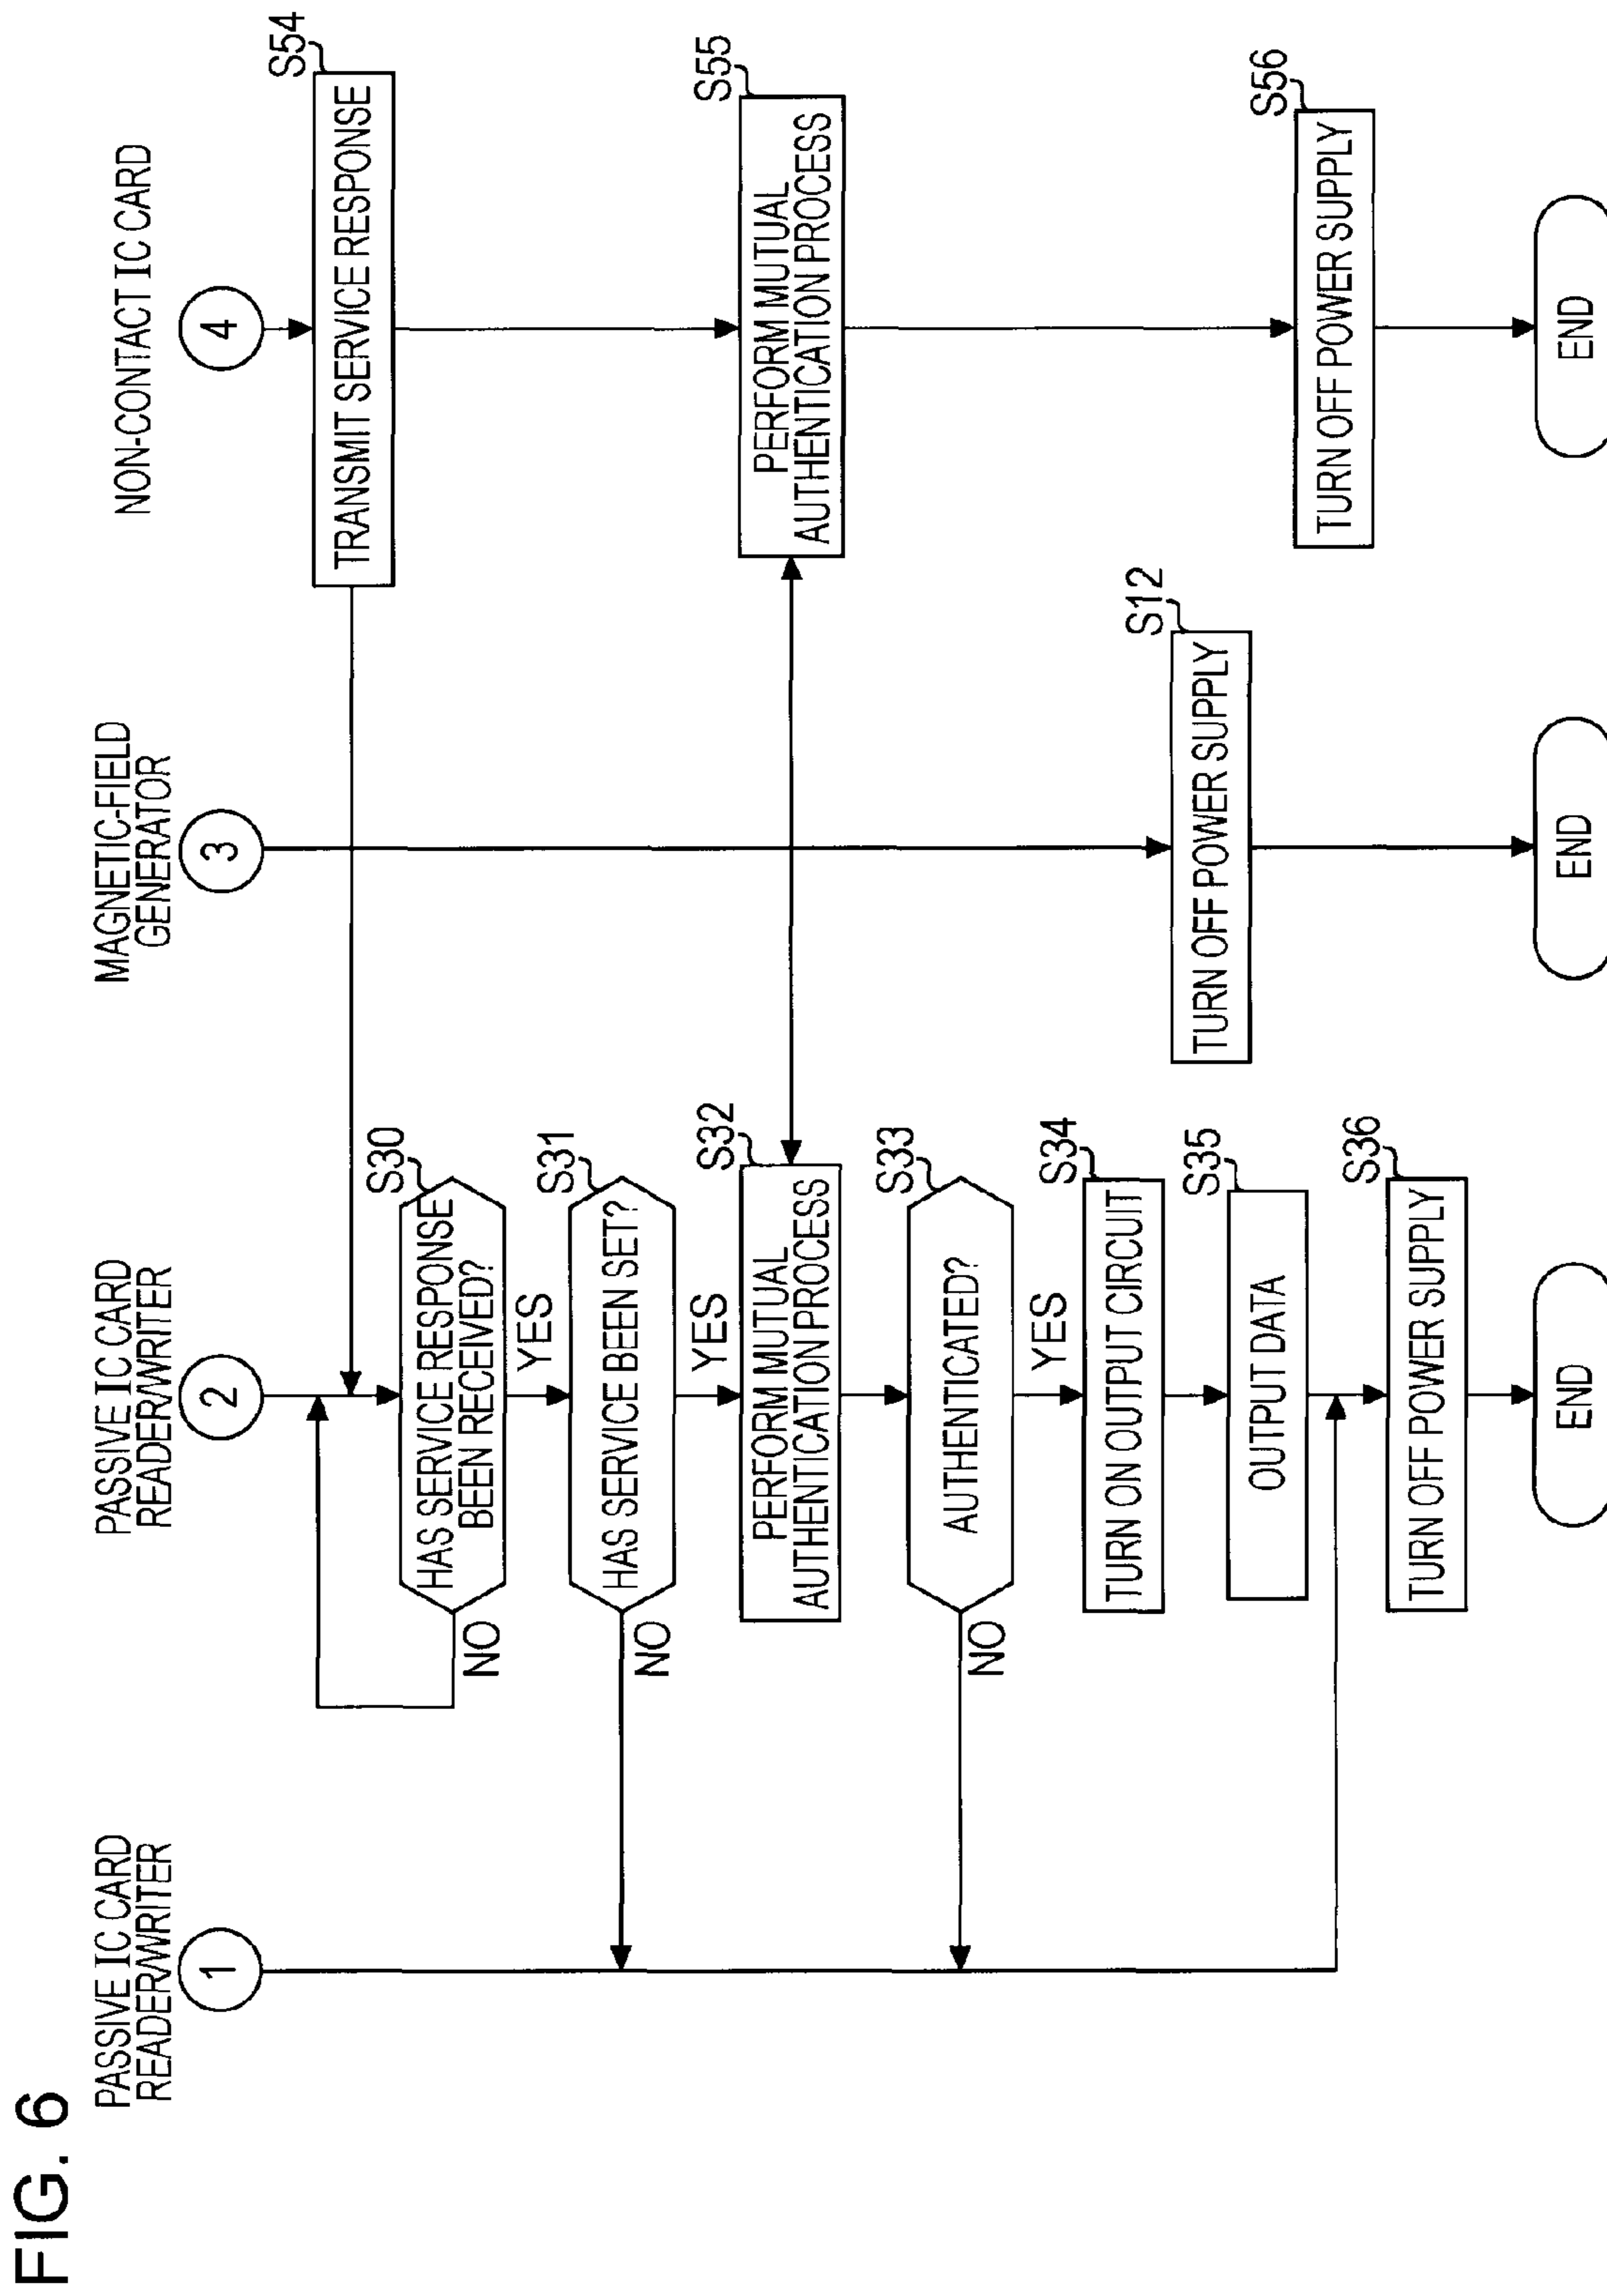 FIG. 6
PASSIVE IC CARD
READER/WRITER
PASSIVE IC CARD
READER/WRITER
MAGNETIC-FIELD
GENERATOR
NON-CONTACT IC CARD
1
2
3
4
S54
TRANSMIT SERVICE RESPONSE
S30
HAS SERVICE RESPONSE
BEEN RECEIVED?
NO
YES
S31
HAS SERVICE BEEN SET?
NO
YES
S32
PERFORM MUTUAL
AUTHENTICATION PROCESS
S55
PERFORM MUTUAL
AUTHENTICATION PROCESS
S33
AUTHENTICATED?
NO
YES
S34
TURN ON OUTPUT CIRCUIT
S12
TURN OFF POWER SUPPLY
S35
OUTPUT DATA
S56
TURN OFF POWER SUPPLY
S36
TURN OFF POWER SUPPLY
END
END
END